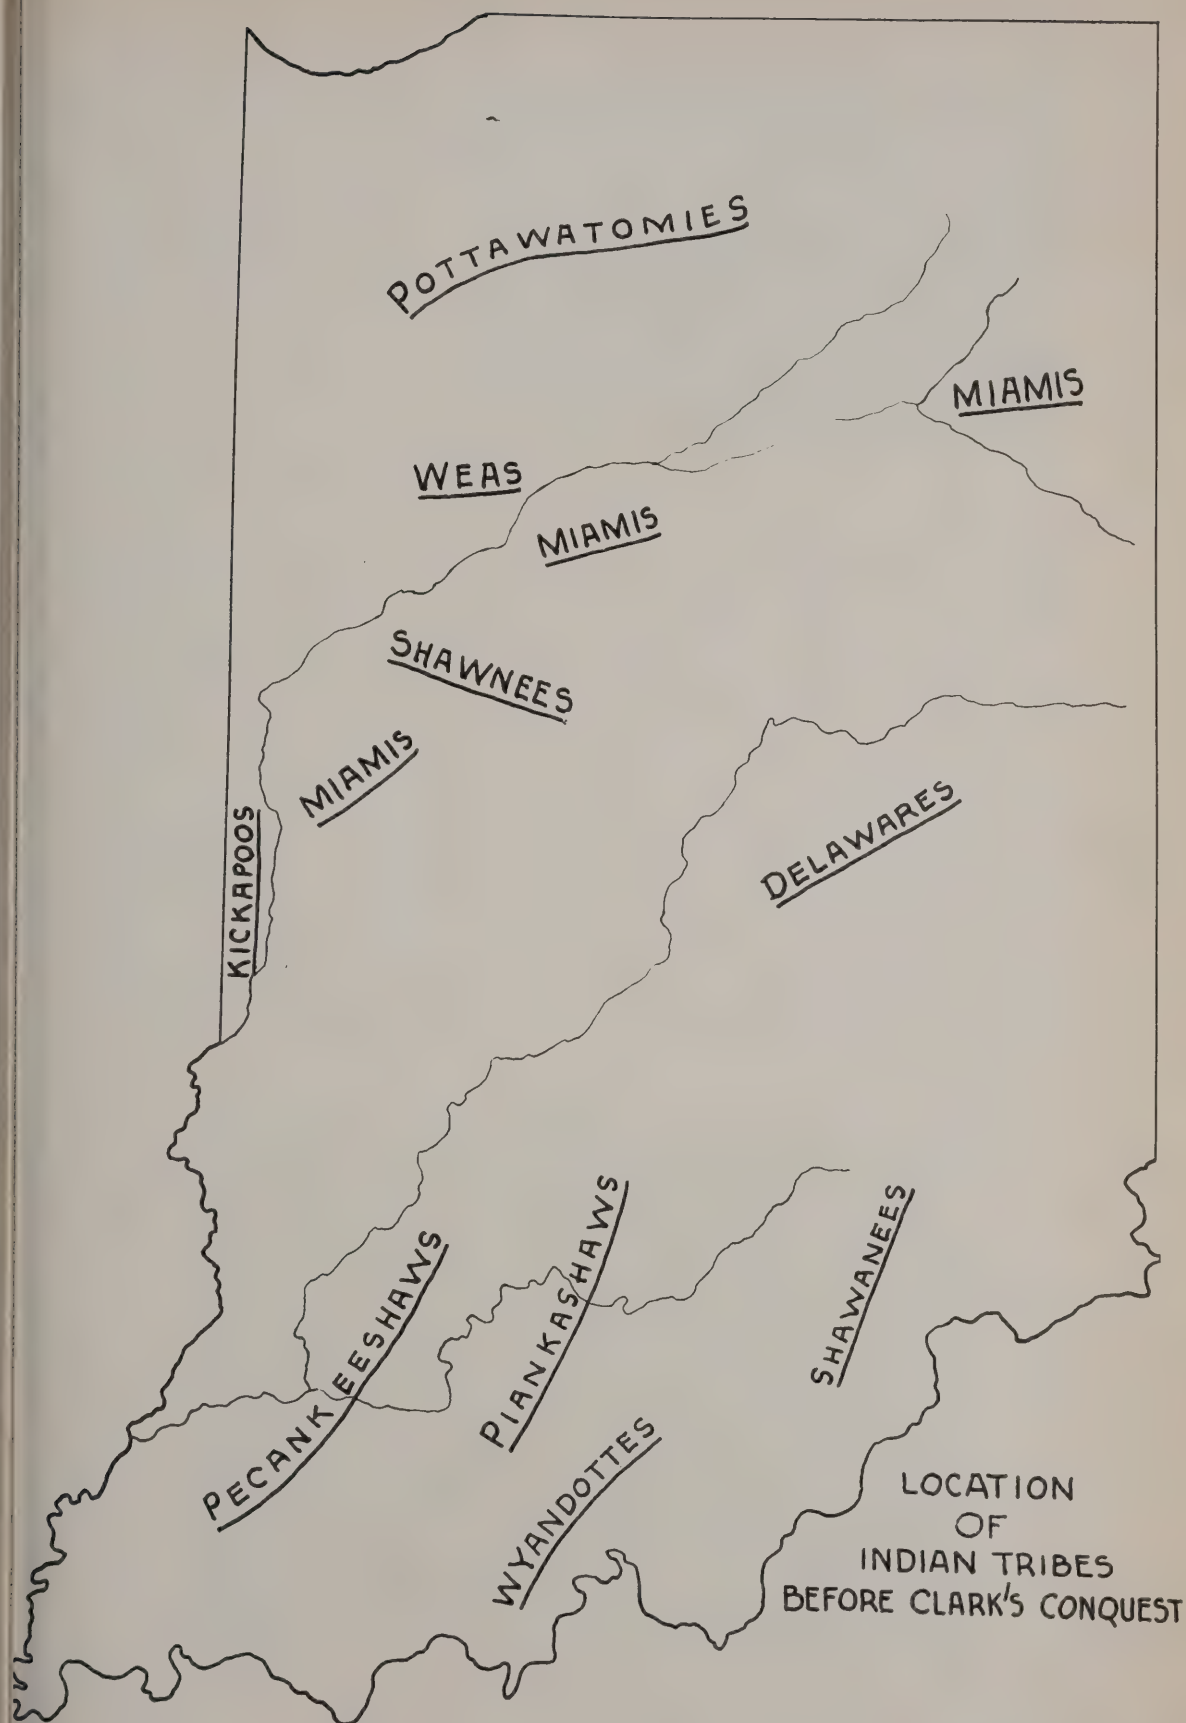 POTTAWATOMIES
MIAMIS
WEAS
MIAMIS
SHAWNEES
MIAMIS
KICKAPOOS
DELAWARES
PECANKEESHAWS
PIANKASHAWS
SHAWANEES
WYANDOTTES
LOCATION
OF
INDIAN TRIBES
BEFORE CLARK'S CONQUEST